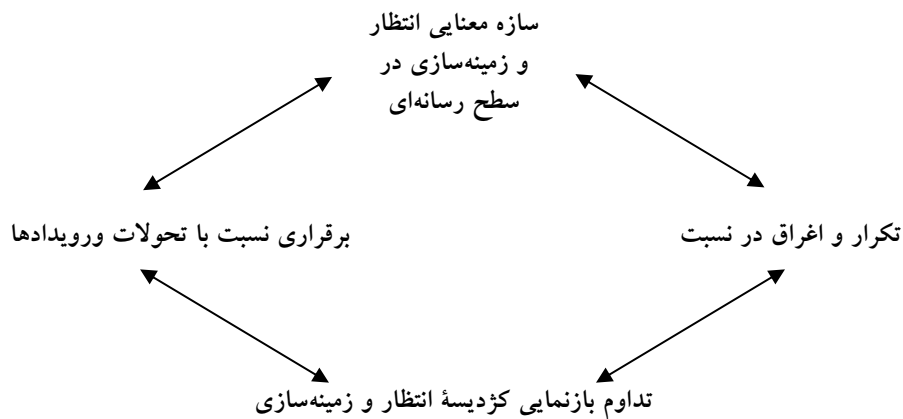 سازه معنایی انتظار
و زمینه‌سازی در
سطح رسانه‌ای
تکرار و اغراق در نسبت
برقراری نسبت با تحولات ورویدادها
تداوم بازنمایی کژدیسهٔ انتظار و زمینه‌سازی